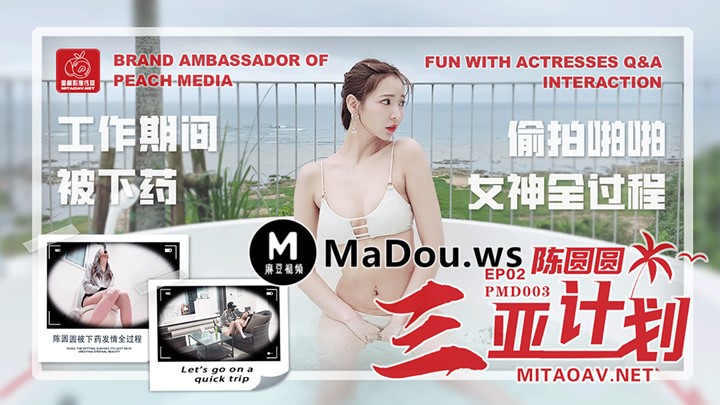 蜜桃影像传媒
MITAOAV.NET
BRAND AMBASSADOR OF
PEACH MEDIA
FUN WITH ACTRESSES Q&A
INTERACTION
工作期间
被下药
偷拍啪啪
女神全过程
M
麻豆视频
MaDou.ws
EP02
PMD003
陈圆圆
三亚计划
MITAOAV.NET
陈圆圆被下药发情全过程
Let's go on a
quick trip